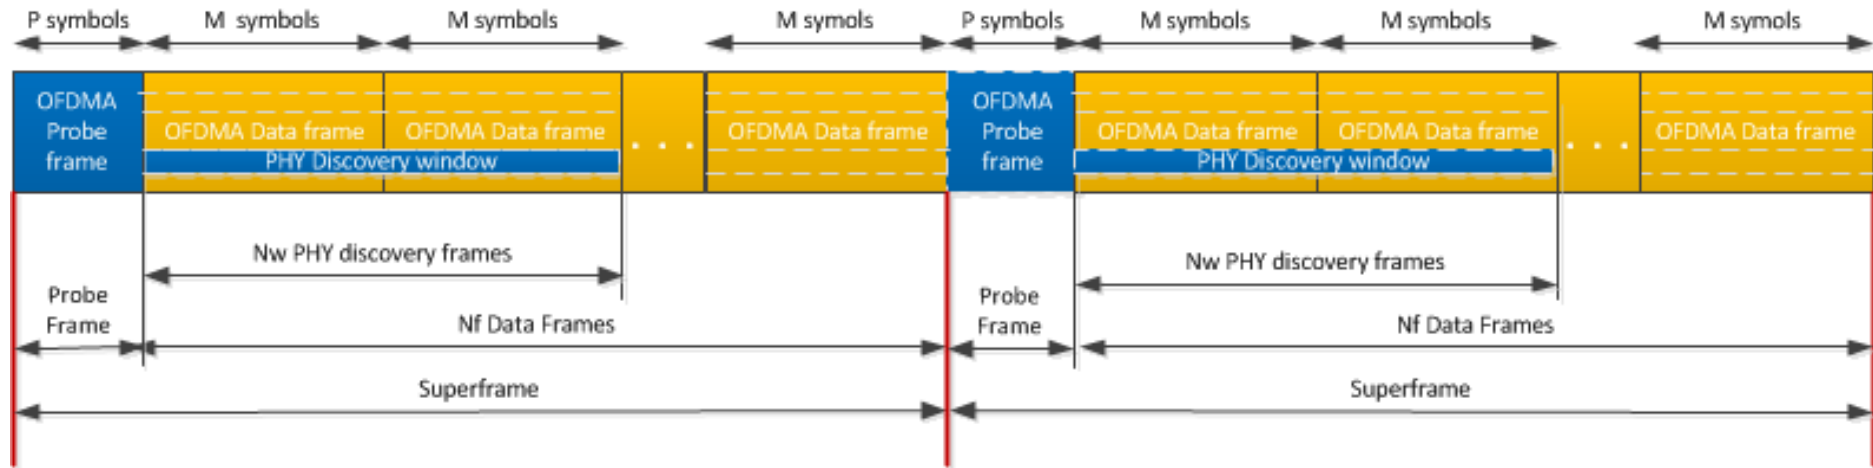 P symbols M symbols M symbols M symols P symbols M symbols M symbols M symols
OFDMA
Probe
frame
OFDMA Data frame OFDMA Data frame . . . OFDMA Data frame
PHY Discovery window
OFDMA
Probe
frame
OFDMA Data frame OFDMA Data frame . . . OFDMA Data frame
PHY Discovery window
Nw PHY discovery frames
Nw PHY discovery frames
Probe
Frame
Nf Data Frames
Probe
Frame
Nf Data Frames
Superframe
Superframe